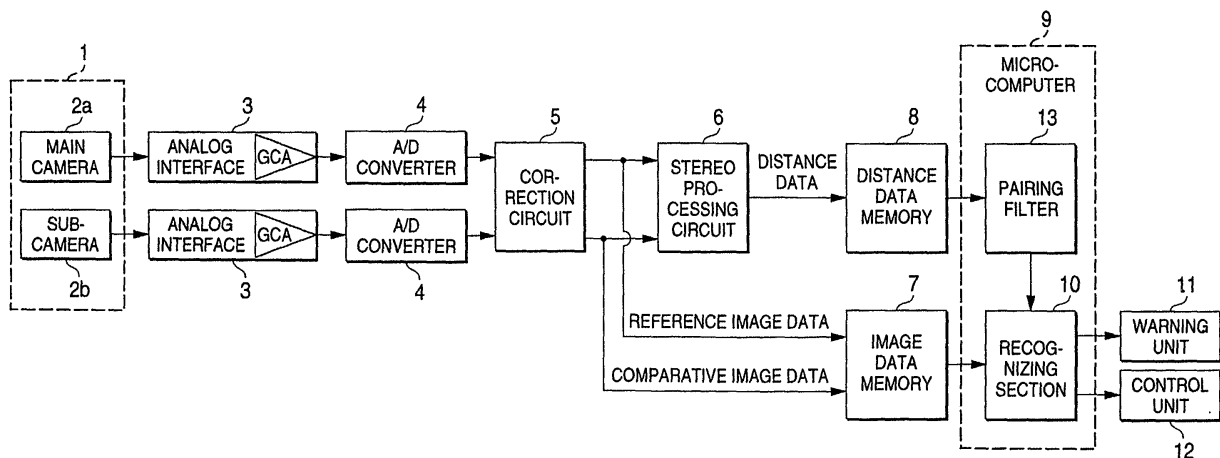 1
2a
MAIN
CAMERA
SUB-
CAMERA
2b
3
ANALOG
INTERFACE
GCA
ANALOG
INTERFACE
GCA
3
4
A/D
CONVERTER
A/D
CONVERTER
4
5
COR-
RECTION
CIRCUIT
6
STEREO
PRO-
CESSING
CIRCUIT
DISTANCE
DATA
8
DISTANCE
DATA
MEMORY
REFERENCE IMAGE DATA
COMPARATIVE IMAGE DATA
7
IMAGE
DATA
MEMORY
9
MICRO-
COMPUTER
13
PAIRING
FILTER
10
RECOG-
NIZING
SECTION
11
WARNING
UNIT
CONTROL
UNIT
12